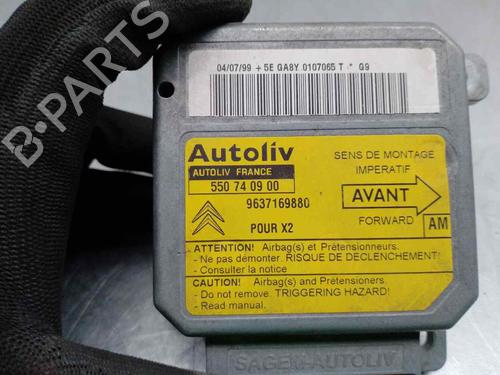 04/07/99 + 5E GA8Y 0107065 T * G9
Autoliv
AUTOLIV FRANCE
550 74 09 00
9637169880
POUR X2
SENS DE MONTAGE
IMPERATIF
AVANT
FORWARD
AM
ATTENTION! Airbag(s) et Prétensionneurs.
- Ne pas démonter. RISQUE DE DECLENCHEMENT!
- Consulter la notice
CAUTION! Airbag(s) and Pretensioners.
- Do not remove. TRIGGERING HAZARD!
- Read manual.
SAGEM-AUTOLIV
B-PARTS